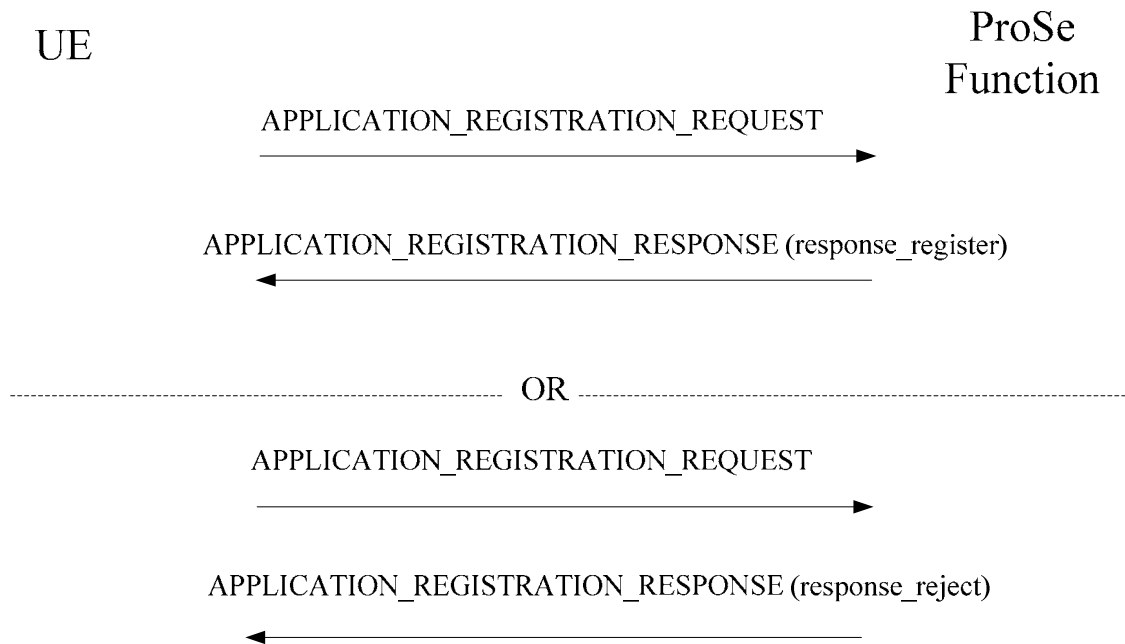 UE
ProSe
Function
APPLICATION_REGISTRATION_REQUEST
APPLICATION_REGISTRATION_RESPONSE (response_register)
OR
APPLICATION_REGISTRATION_REQUEST
APPLICATION_REGISTRATION_RESPONSE (response_reject)